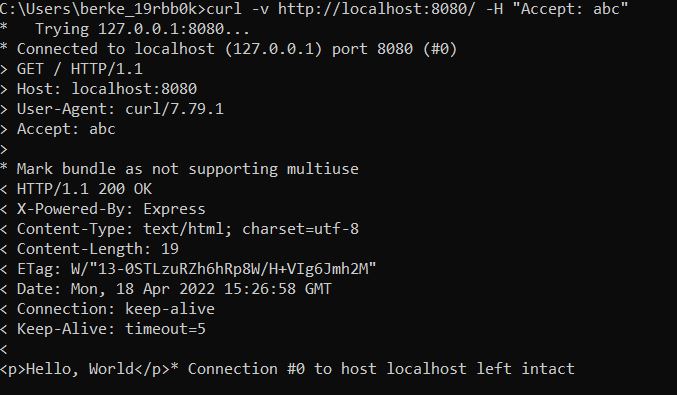 C:\Users\berke_19rbb0k>curl -v http://localhost:8080/ -H "Accept: abc"
*   Trying 127.0.0.1:8080...
* Connected to localhost (127.0.0.1) port 8080 (#0)
> GET / HTTP/1.1
> Host: localhost:8080
> User-Agent: curl/7.79.1
> Accept: abc
>
* Mark bundle as not supporting multiuse
< HTTP/1.1 200 OK
< X-Powered-By: Express
< Content-Type: text/html; charset=utf-8
< Content-Length: 19
< ETag: W/"13-0STLzuRZh6hRp8W/H+VIg6Jmh2M"
< Date: Mon, 18 Apr 2022 15:26:58 GMT
< Connection: keep-alive
< Keep-Alive: timeout=5
<
<p>Hello, World</p>* Connection #0 to host localhost left intact